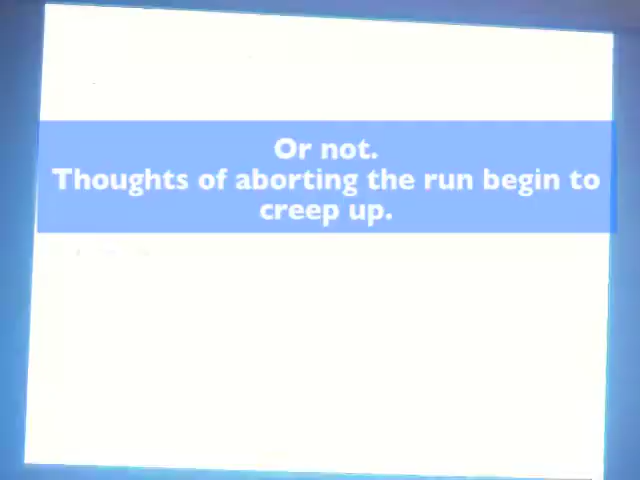 Or not.
Thoughts of aborting the run begin to
creep up.